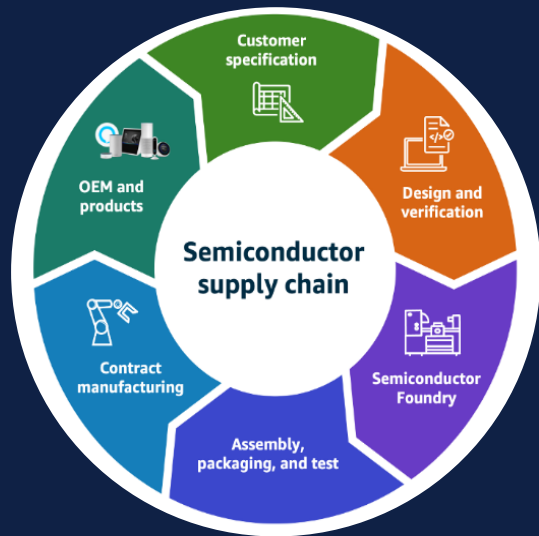 Semiconductor
supply chain
Customer
specification
Design and
verification
Semiconductor
Foundry
Assembly,
packaging, and test
Contract
manufacturing
OEM and
products